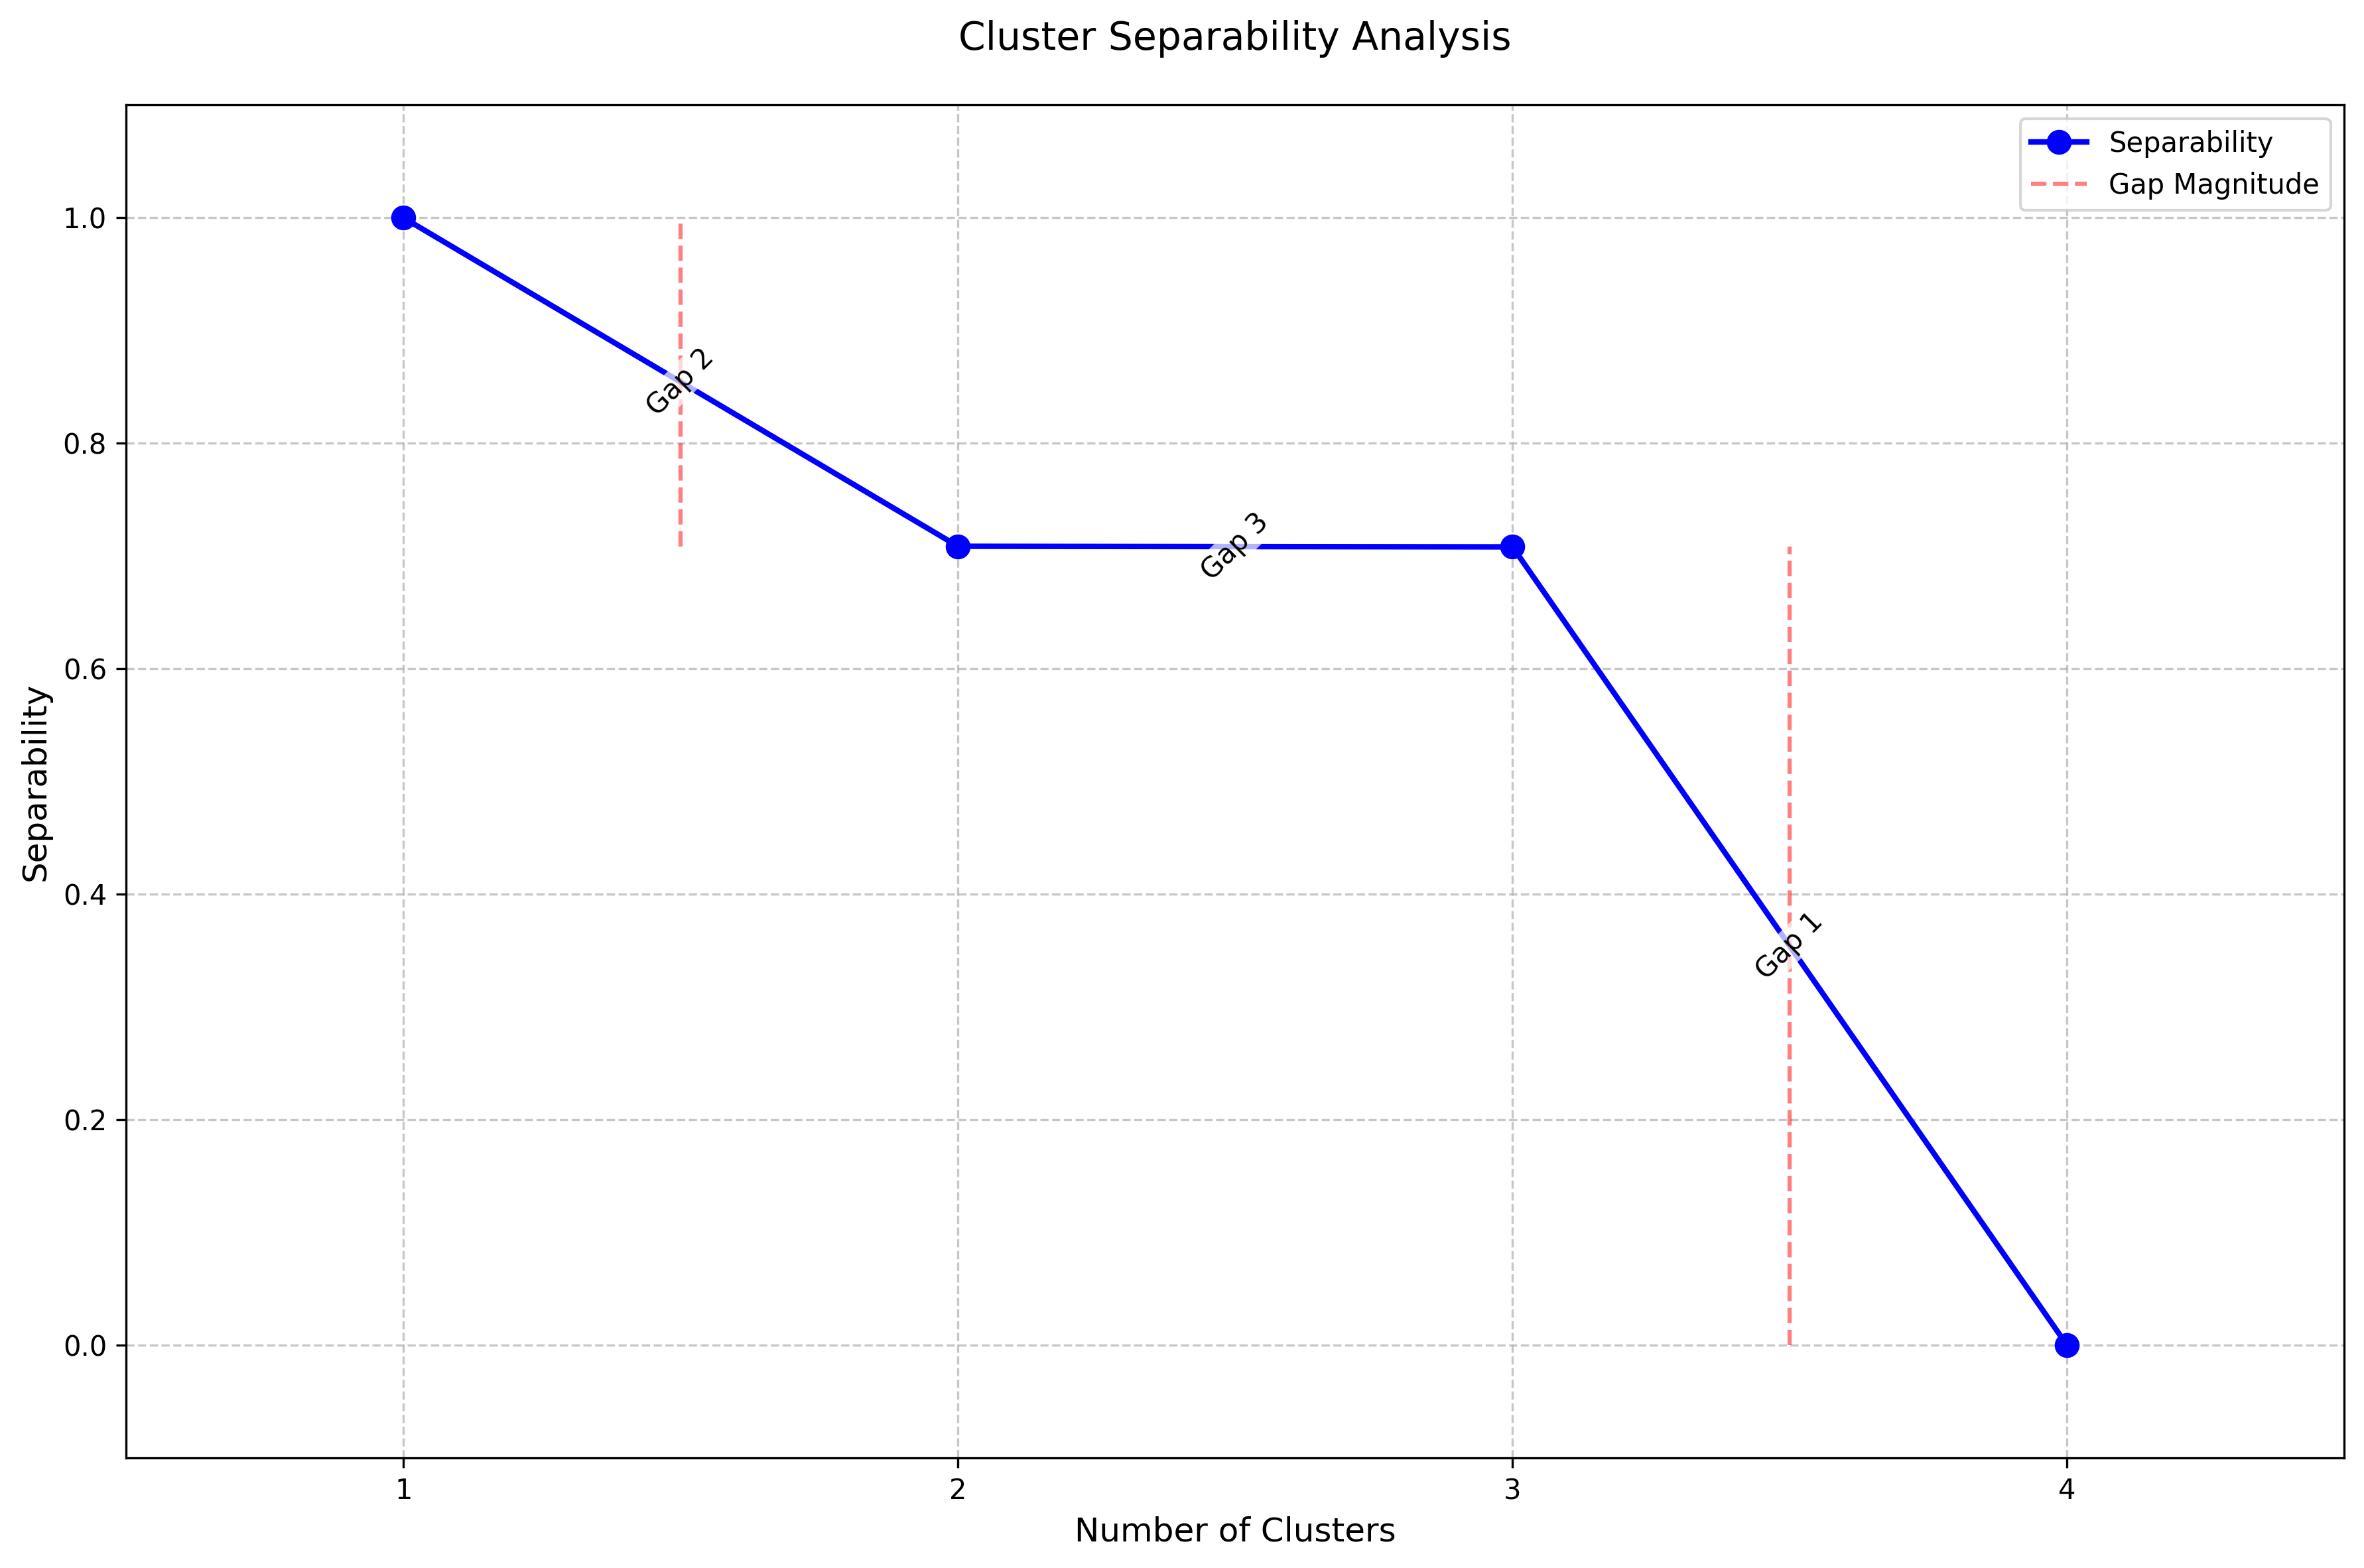 Cluster Separability Analysis
Separability
Gap Magnitude
1.0
0.8
0.6
0.4
0.2
0.0
Separability
Gap 2
Gap 3
Gap 1
1
2
3
4
Number of Clusters